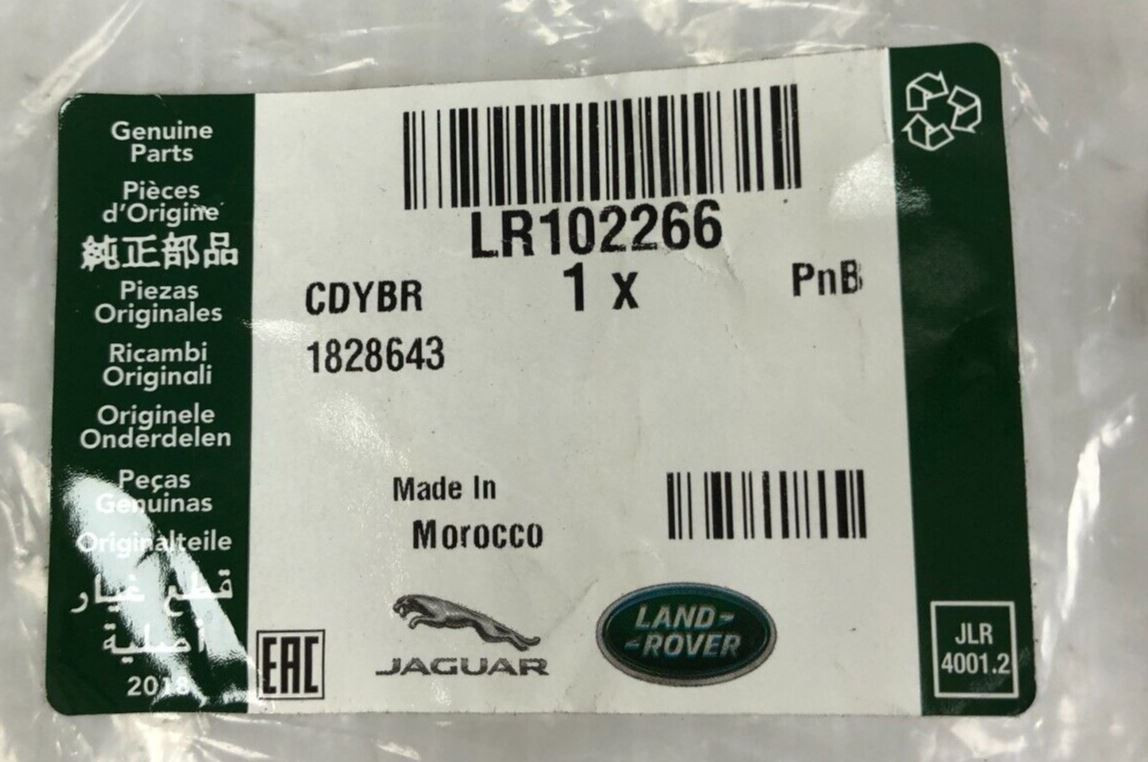 Genuine
Parts
Pièces
d'Origine
純正部品
Piezas
Originales
Ricambi
Originali
Originele
Onderdelen
Peças
Genuínas
Originalteile
قطع غيار
أصلية
2018
LR102266
1 x
PnB
CDYBR
1828643
Made In
Morocco
EAC
JAGUAR
LAND-
-ROVER
JLR
4001.2